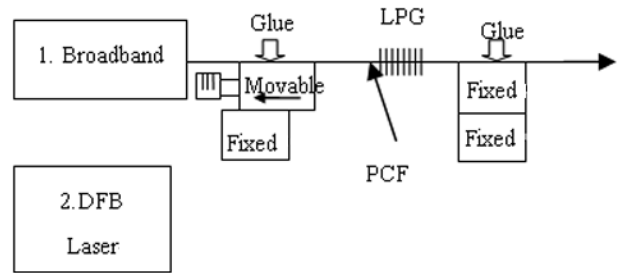 LPG
Glue
Glue
1. Broadband
Movable
Fixed
Fixed
Fixed
PCF
2.DFB
Laser